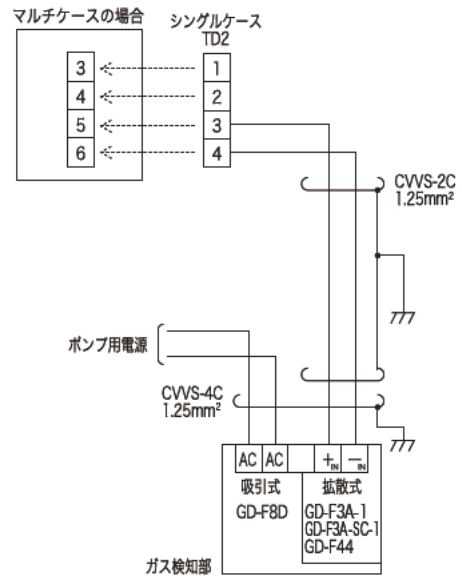 マルチケースの場合
シングルケース
TD2
3
4
5
6
1
2
3
4
CVVS-2C
1.25mm²
ポンプ用電源
CVVS-4C
1.25mm²
AC AC +IN −IN
吸引式
GD-F8D
拡散式
GD-F3A-1
GD-F3A-SC-1
GD-F44
ガス検知部